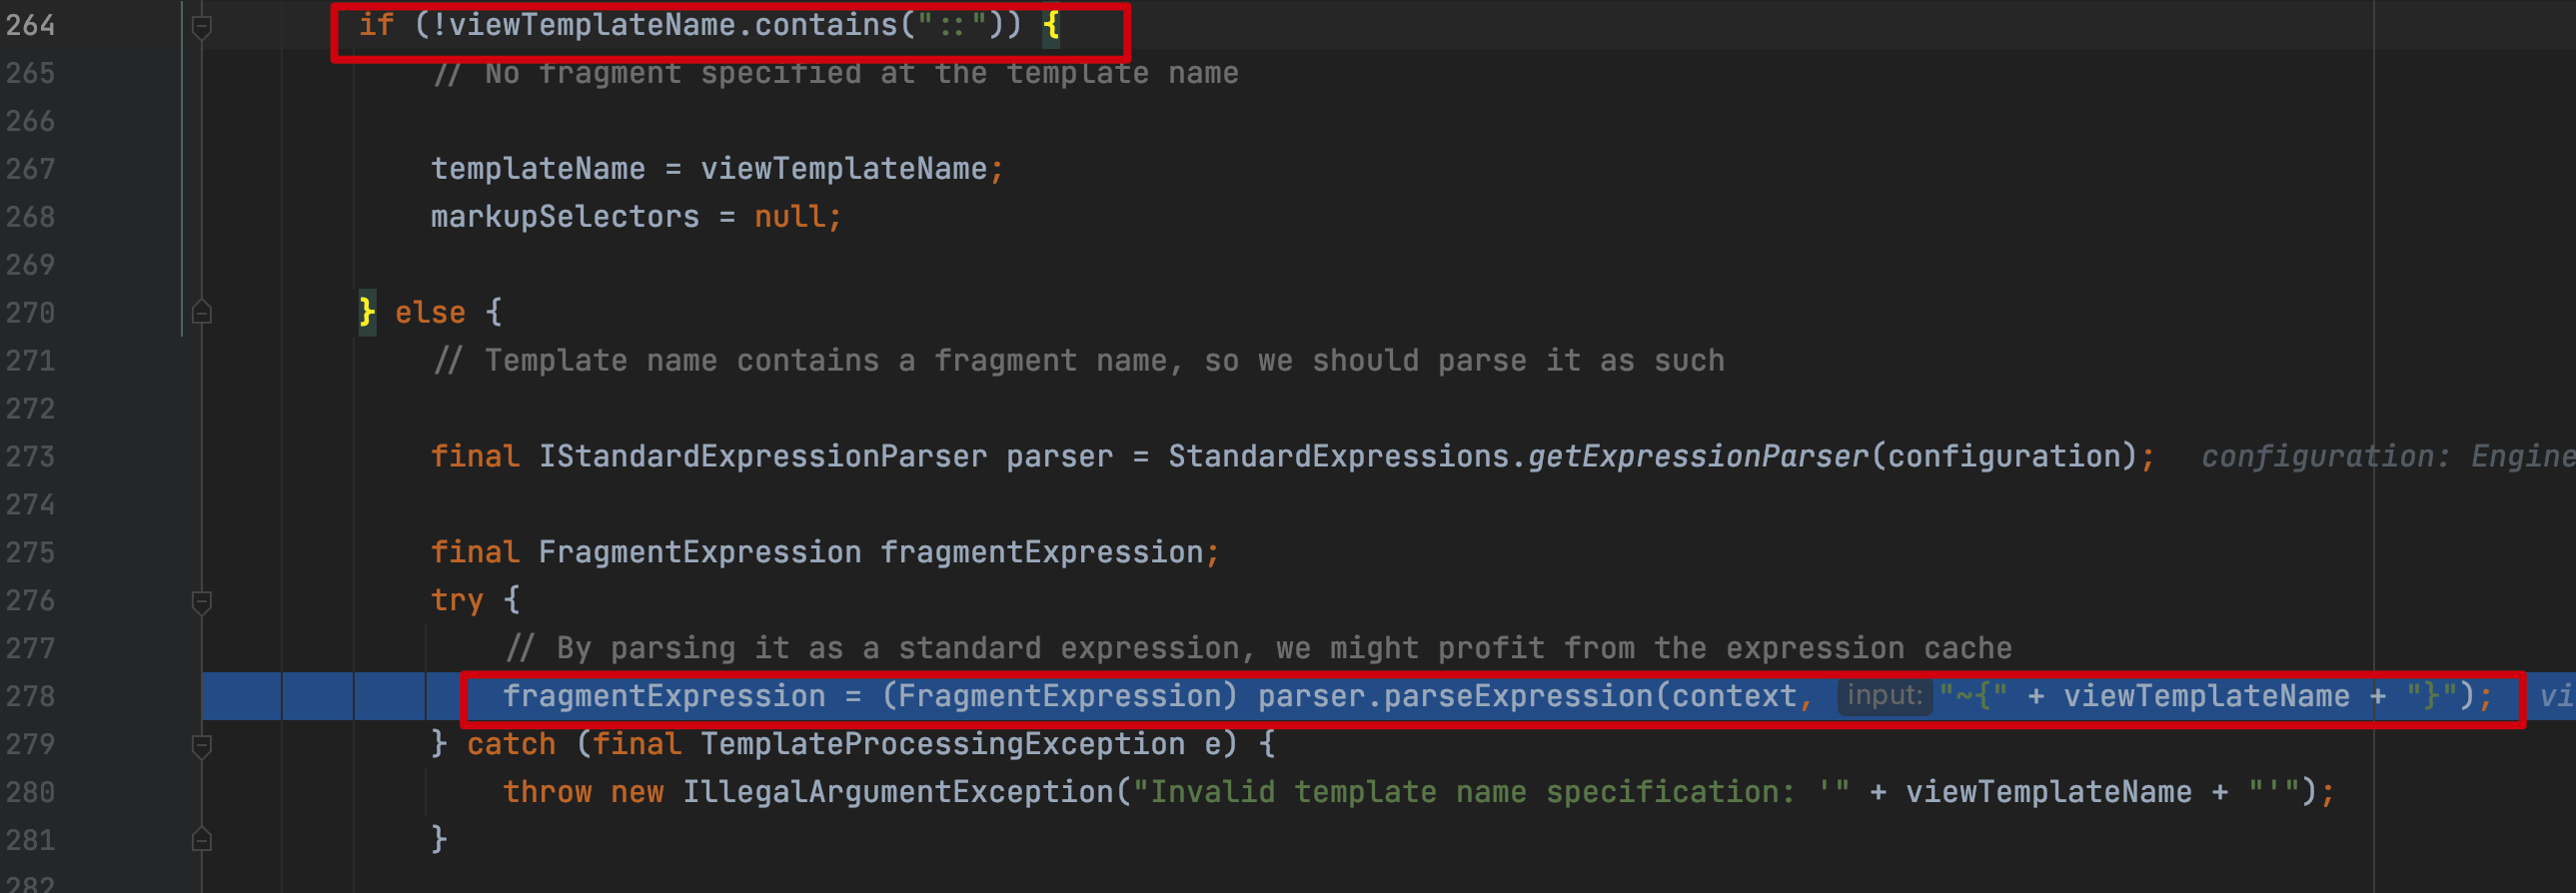 264 if (!viewTemplateName.contains("::")) {
265 // No fragment specified at the template name
266
267 templateName = viewTemplateName;
268 markupSelectors = null;
269
270 } else {
271 // Template name contains a fragment name, so we should parse it as such
272
273 final IStandardExpressionParser parser = StandardExpressions.getExpressionParser(configuration); configuration: Engine
274
275 final FragmentExpression fragmentExpression;
276 try {
277 // By parsing it as a standard expression, we might profit from the expression cache
278 fragmentExpression = (FragmentExpression) parser.parseExpression(context, input: "~{" + viewTemplateName + "}"); vi
279 } catch (final TemplateProcessingException e) {
280 throw new IllegalArgumentException("Invalid template name specification: '" + viewTemplateName + "'");
281 }
282